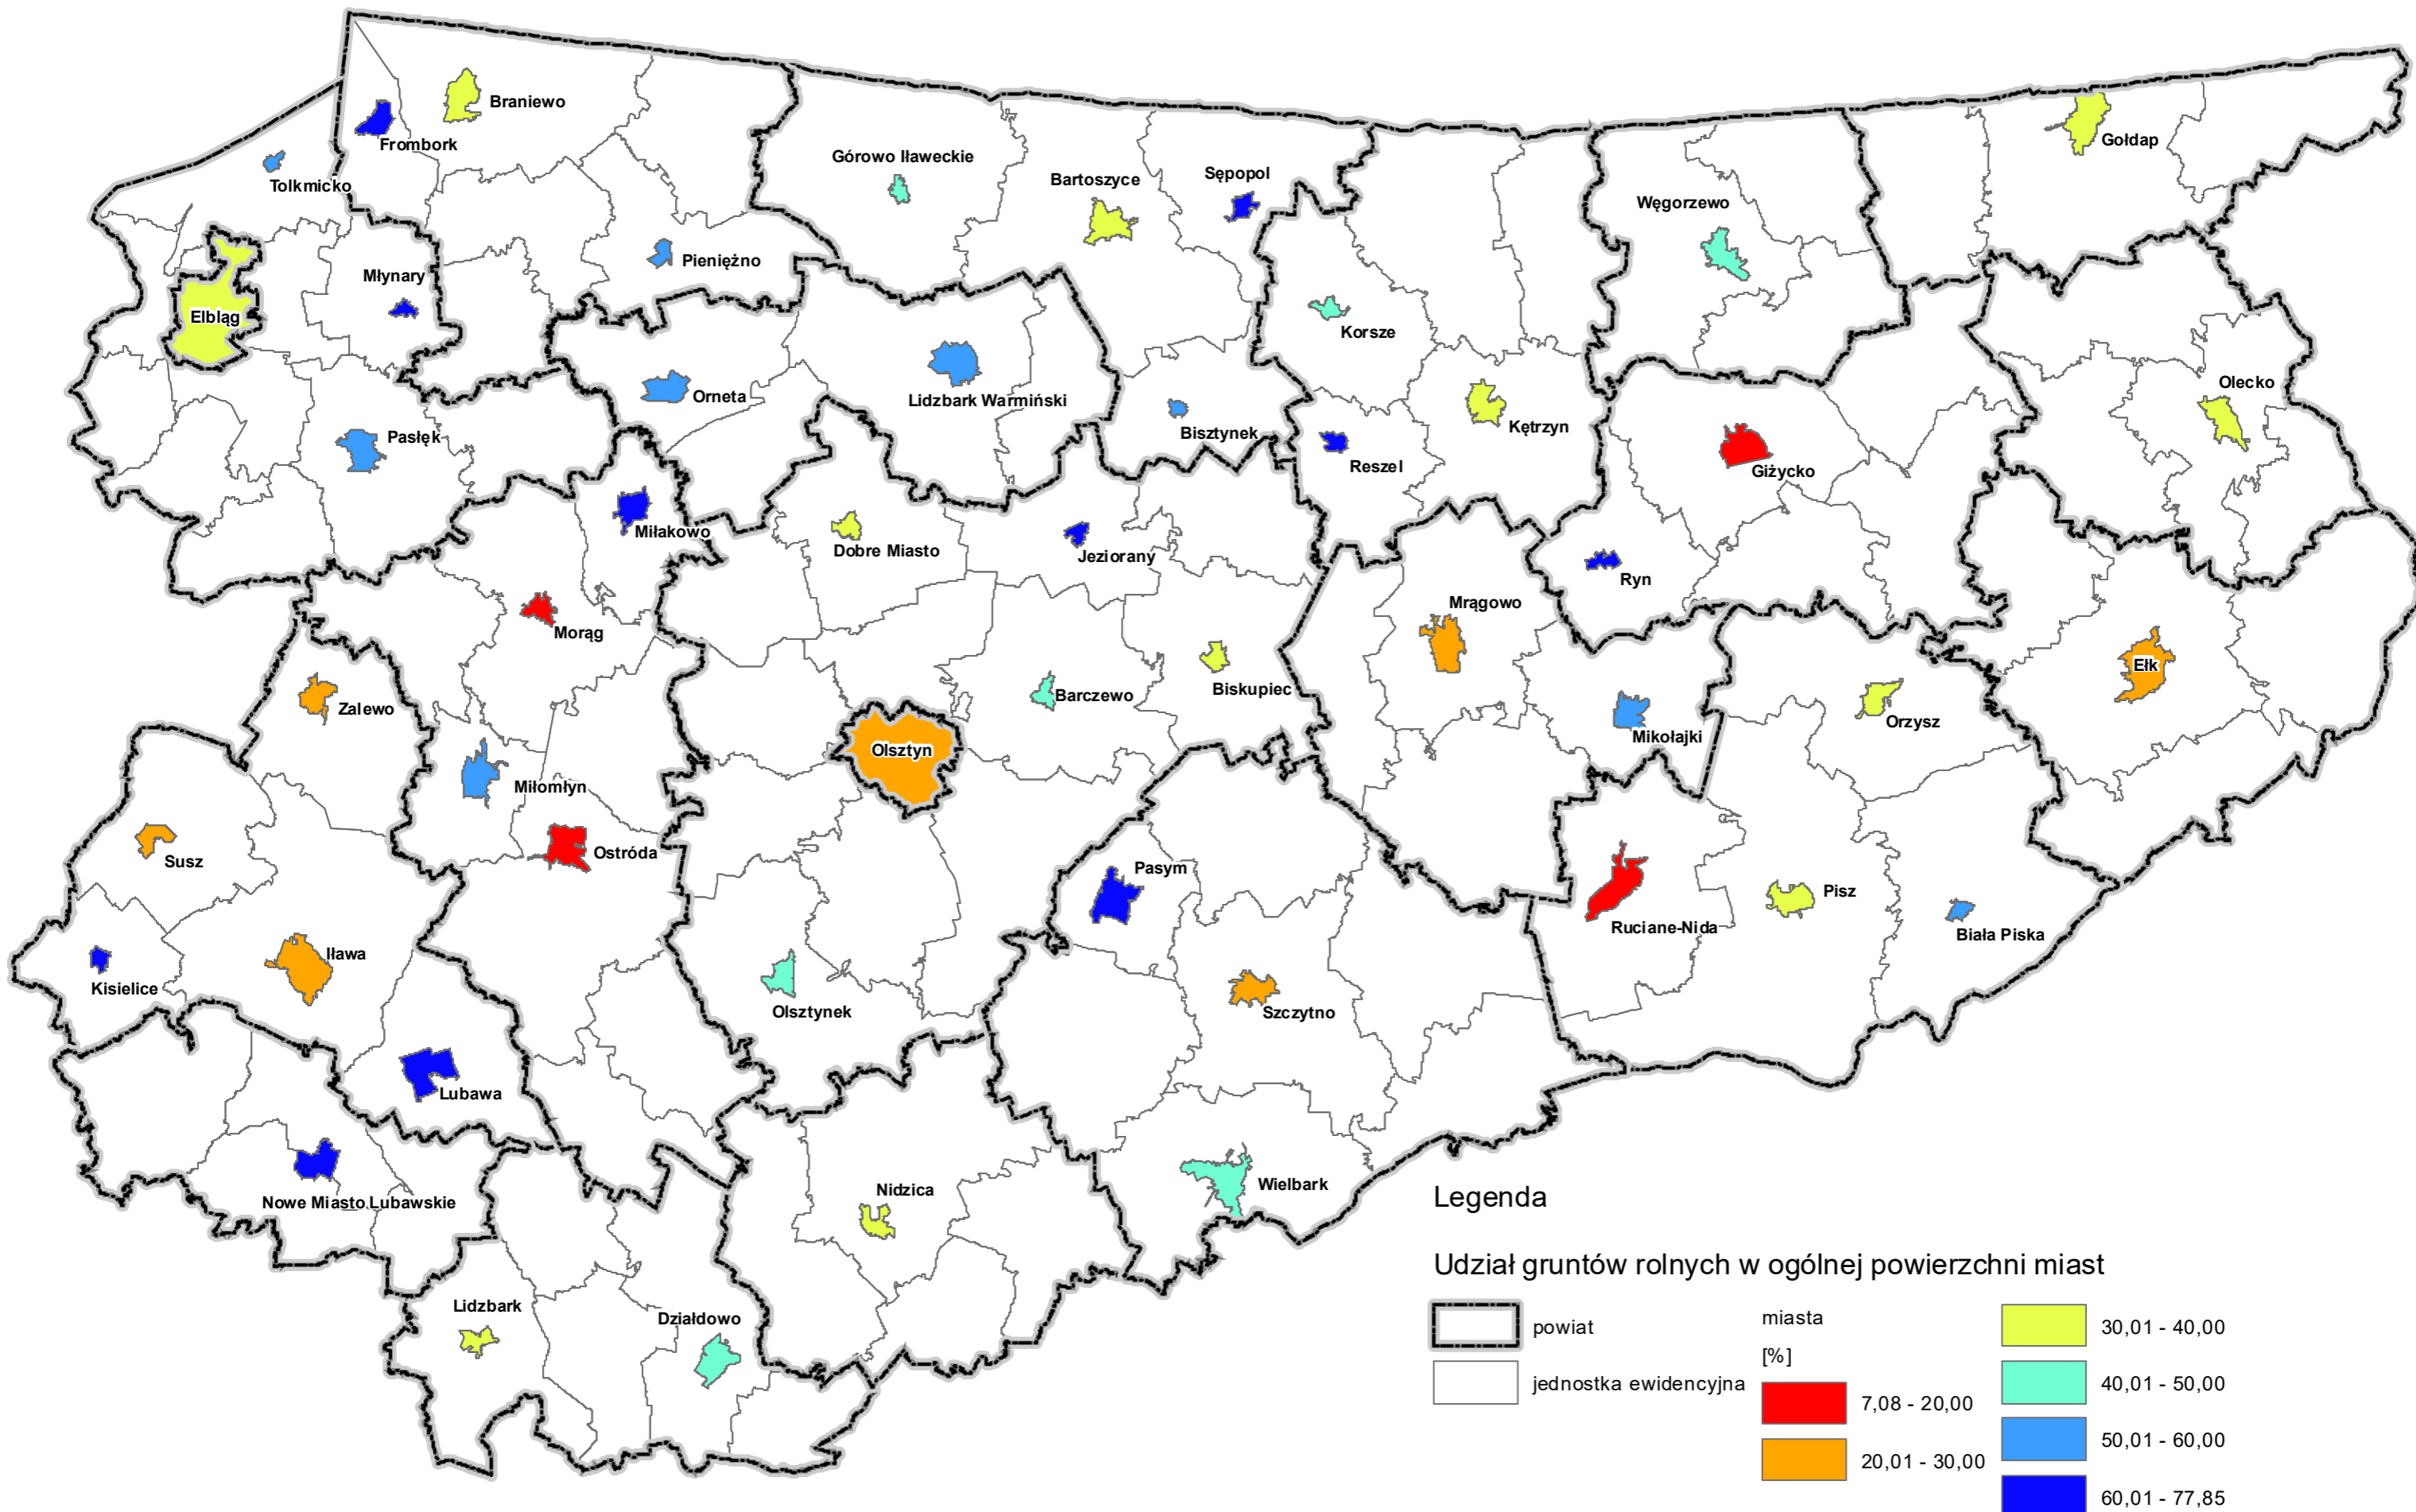 Braniewo
Frombork
Gołdap
Górowo Iławeckie
Sępopol
Bartoszyce
Tolkmicko
Węgorzewo
Pieniężno
Młynary
Elbląg
Korsze
Olecko
Orneta
Lidzbark Warmiński
Kętrzyn
Bisztynek
Pasłęk
Reszel
Giżycko
Miłakowo
Dobre Miasto
Jeziorany
Ryn
Mrągowo
Morąg
Ełk
Biskupiec
Barczewo
Zalewo
Orzysz
Mikołajki
Olsztyn
Miłomłyn
Ostróda
Susz
Pasym
Pisz
Ruciane-Nida
Biała Piska
Iława
Kisielice
Olsztynek
Szczytno
Lubawa
Wielbark
Nidzica
Nowe Miasto Lubawskie
Lidzbark
Działdowo
Legenda
Udział gruntów rolnych w ogólnej powierzchni miast
powiat
jednostka ewidencyjna
miasta
[%]
7,08 - 20,00
20,01 - 30,00
30,01 - 40,00
40,01 - 50,00
50,01 - 60,00
60,01 - 77,85